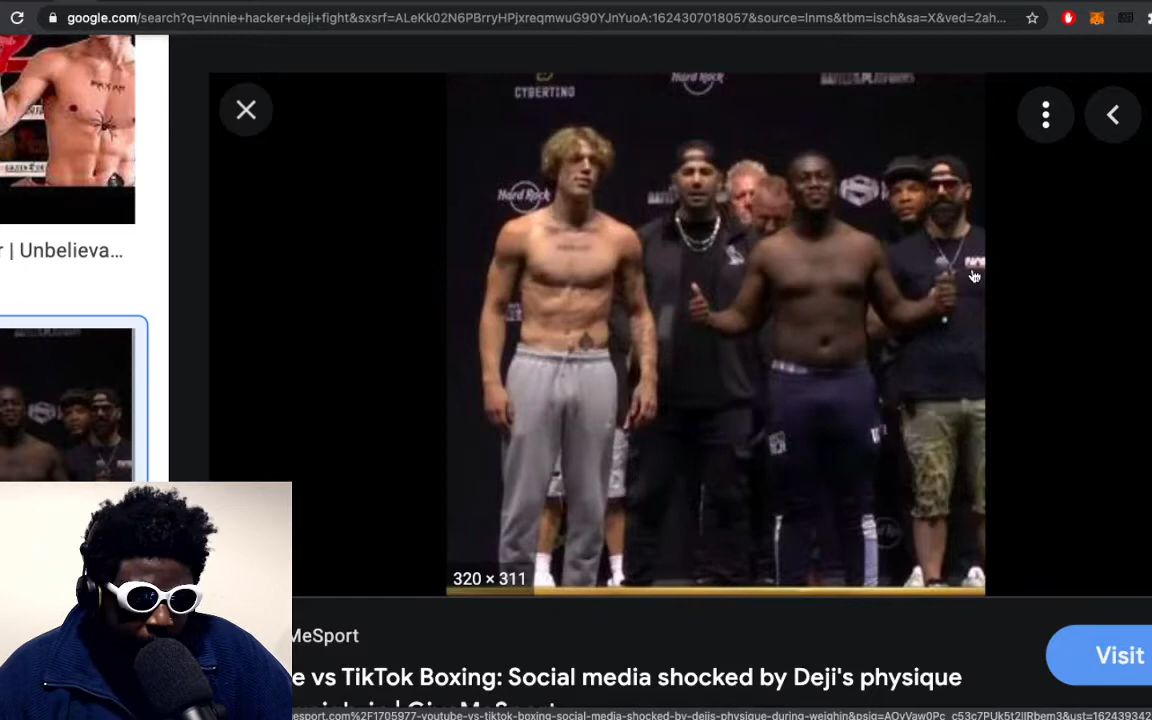 google.com/search?q=vinnie+hacker+deji+fight&sxsrf=ALeKk02N6PBrryHPjxreqmwuG90YJnYuoA:1624307018057&source=lnms&tbm=isch&sa=X&ved=2ah...
CYBERTINO
Hard Rock
Hard Rock
r | Unbelieva...
320 × 311
MeSport
e vs TikTok Boxing: Social media shocked by Deji's physique
Visit